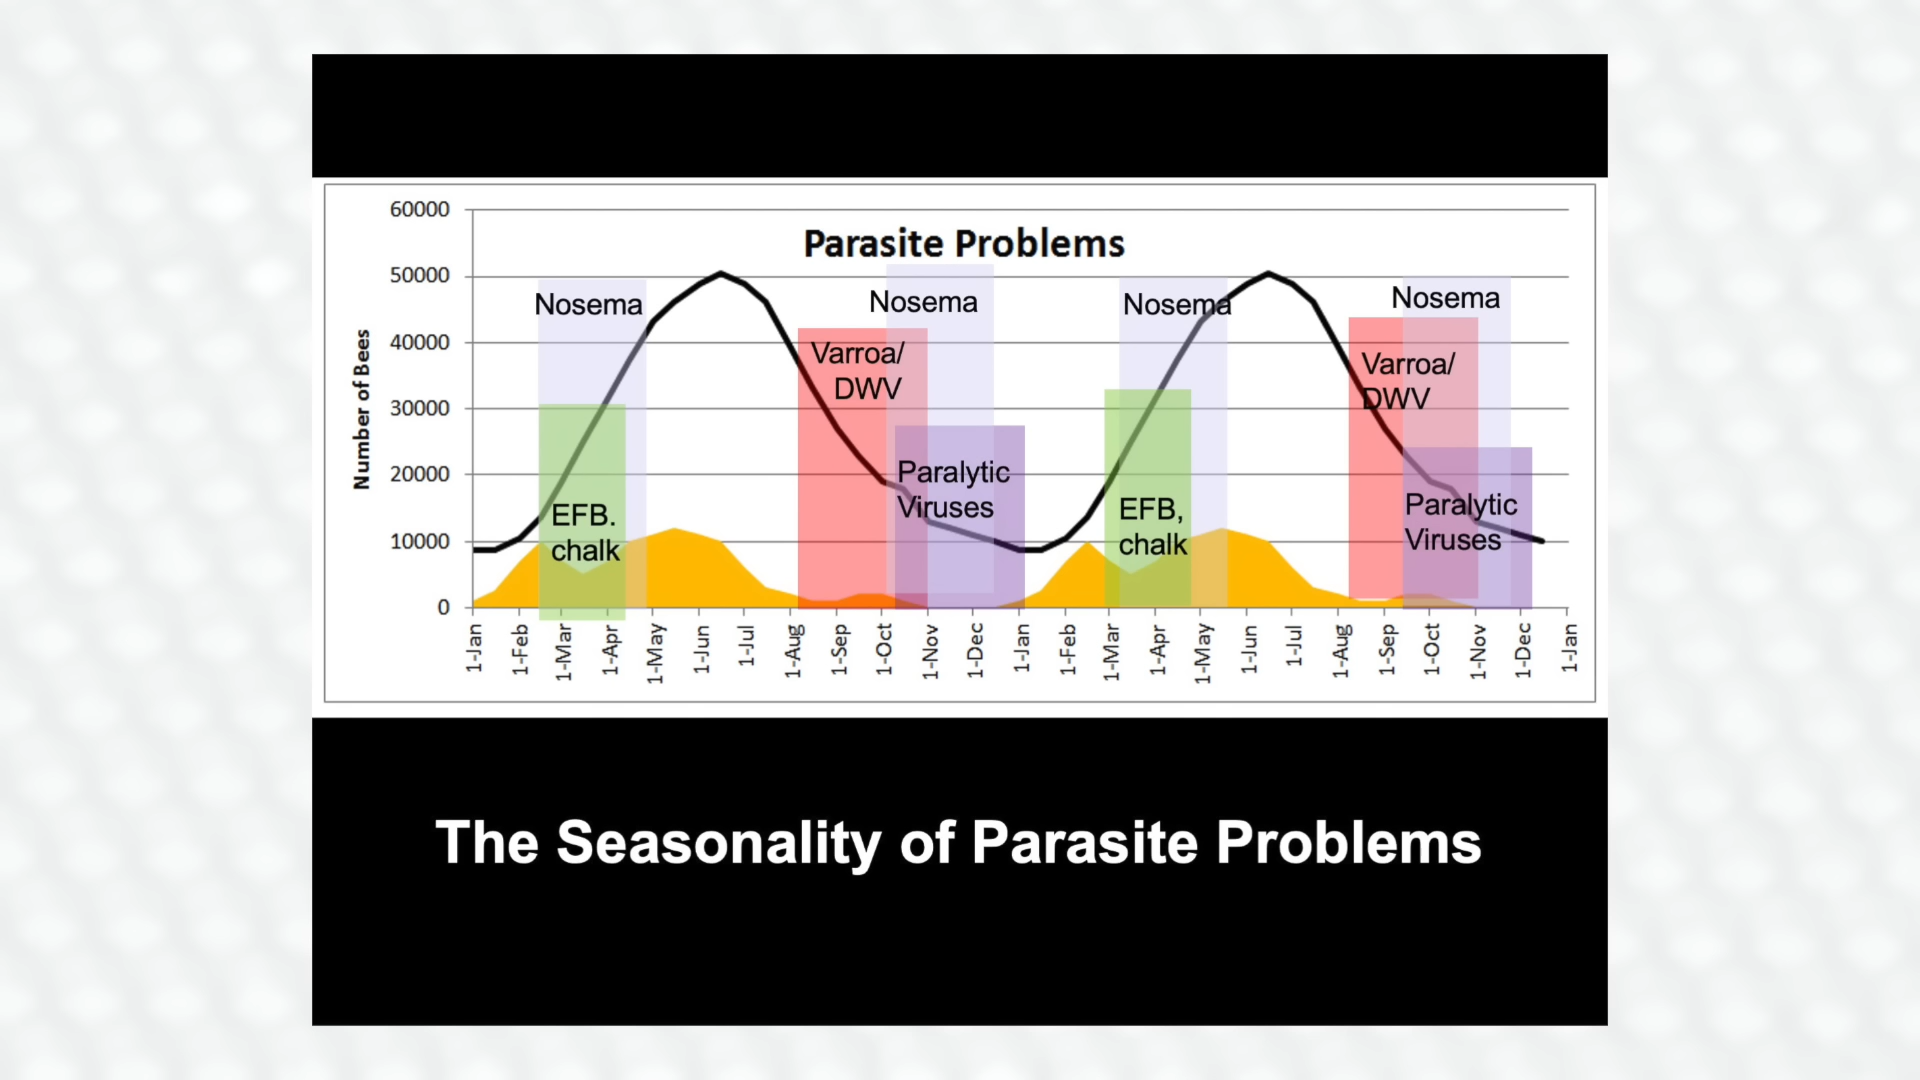 60000
50000
40000
30000
20000
10000
0
Number of Bees
Parasite Problems
Nosema
Nosema
Nosema
Nosema
Varroa/
DWV
Varroa/
DWV
EFB.
chalk
Paralytic
Viruses
EFB,
chalk
Paralytic
Viruses
1-Jan
1-Feb
1-Mar
1-Apr
1-May
1-Jun
1-Jul
1-Aug
1-Sep
1-Oct
1-Nov
1-Dec
1-Jan
1-Feb
1-Mar
1-Apr
1-May
1-Jun
1-Jul
1-Aug
1-Sep
1-Oct
1-Nov
1-Dec
1-Jan
The Seasonality of Parasite Problems